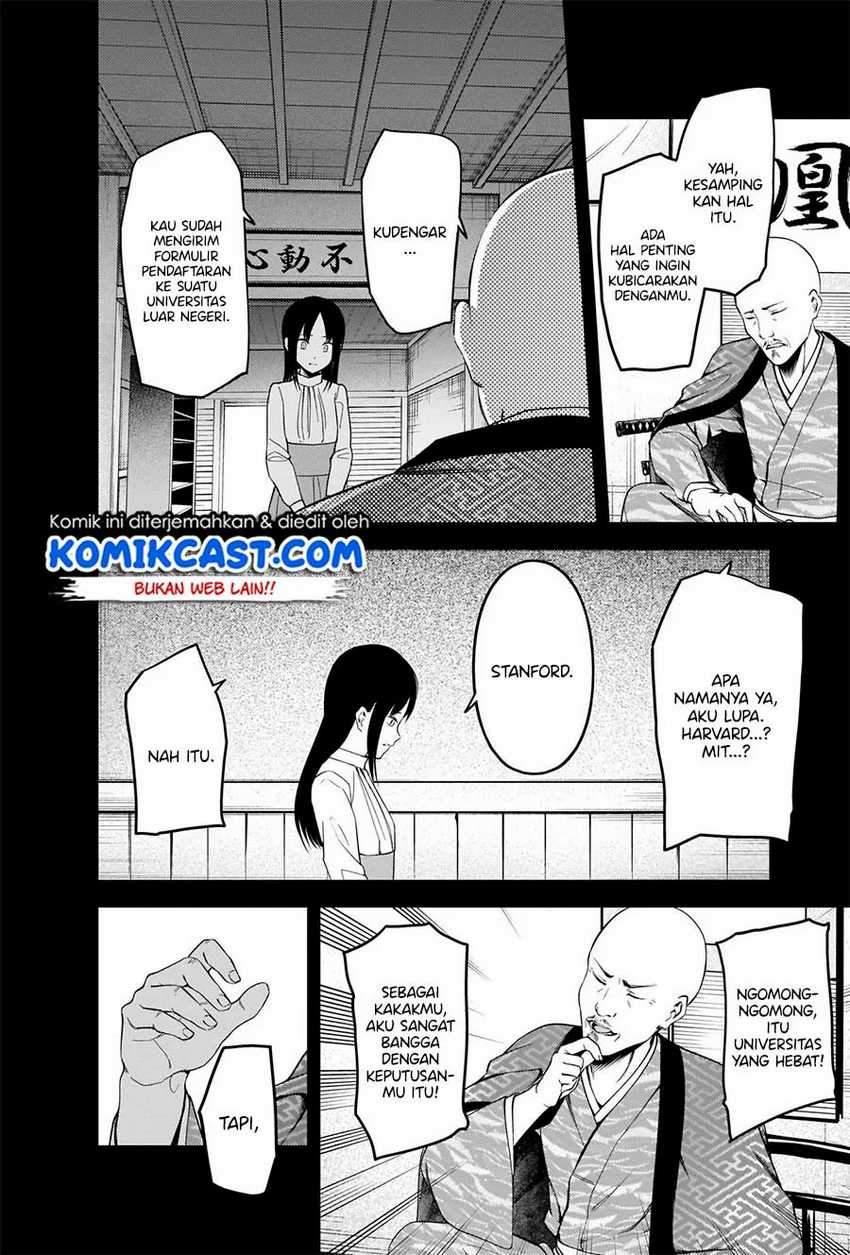 YAH,
KESAMPING
KAN HAL
ITU.
ADA
HAL PENTING
YANG INGIN
KUBICARAKAN
DENGANMU.
凰
KUDENGAR
...
KAU SUDAH
MENGIRIM
FORMULIR
PENDAFTARAN
KE SUATU
UNIVERSITAS
LUAR NEGERI.
不動心
Komik ini diterjemahkan & diedit oleh
KOMIKCAST.COM
BUKAN WEB LAIN!!
APA
NAMANYA YA,
AKU LUPA.
HARVARD...?
MIT...?
STANFORD.
NAH ITU.
NGOMONG-
NGOMONG,
ITU
UNIVERSITAS
YANG HEBAT!
SEBAGAI
KAKAKMU,
AKU SANGAT
BANGGA
DENGAN
KEPUTUSAN-
MU ITU!
TAPI,